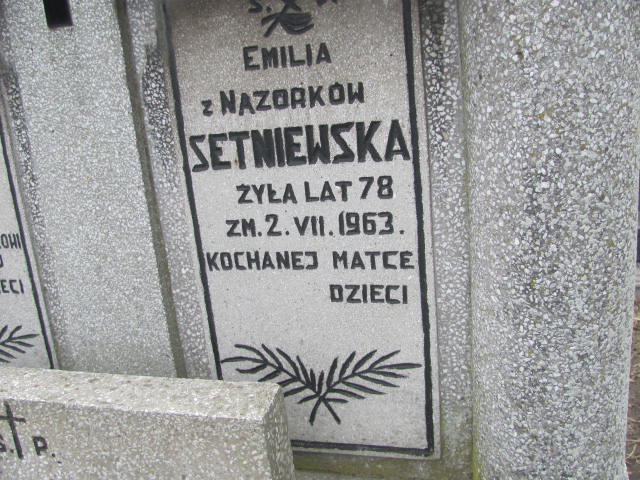 EMILIA
z NAZORKÓW
SETNIEWSKA
ŻYŁA LAT 78
ZM. 2. VII. 1963.
KOCHANEJ MATCE
DZIECI
S. P.